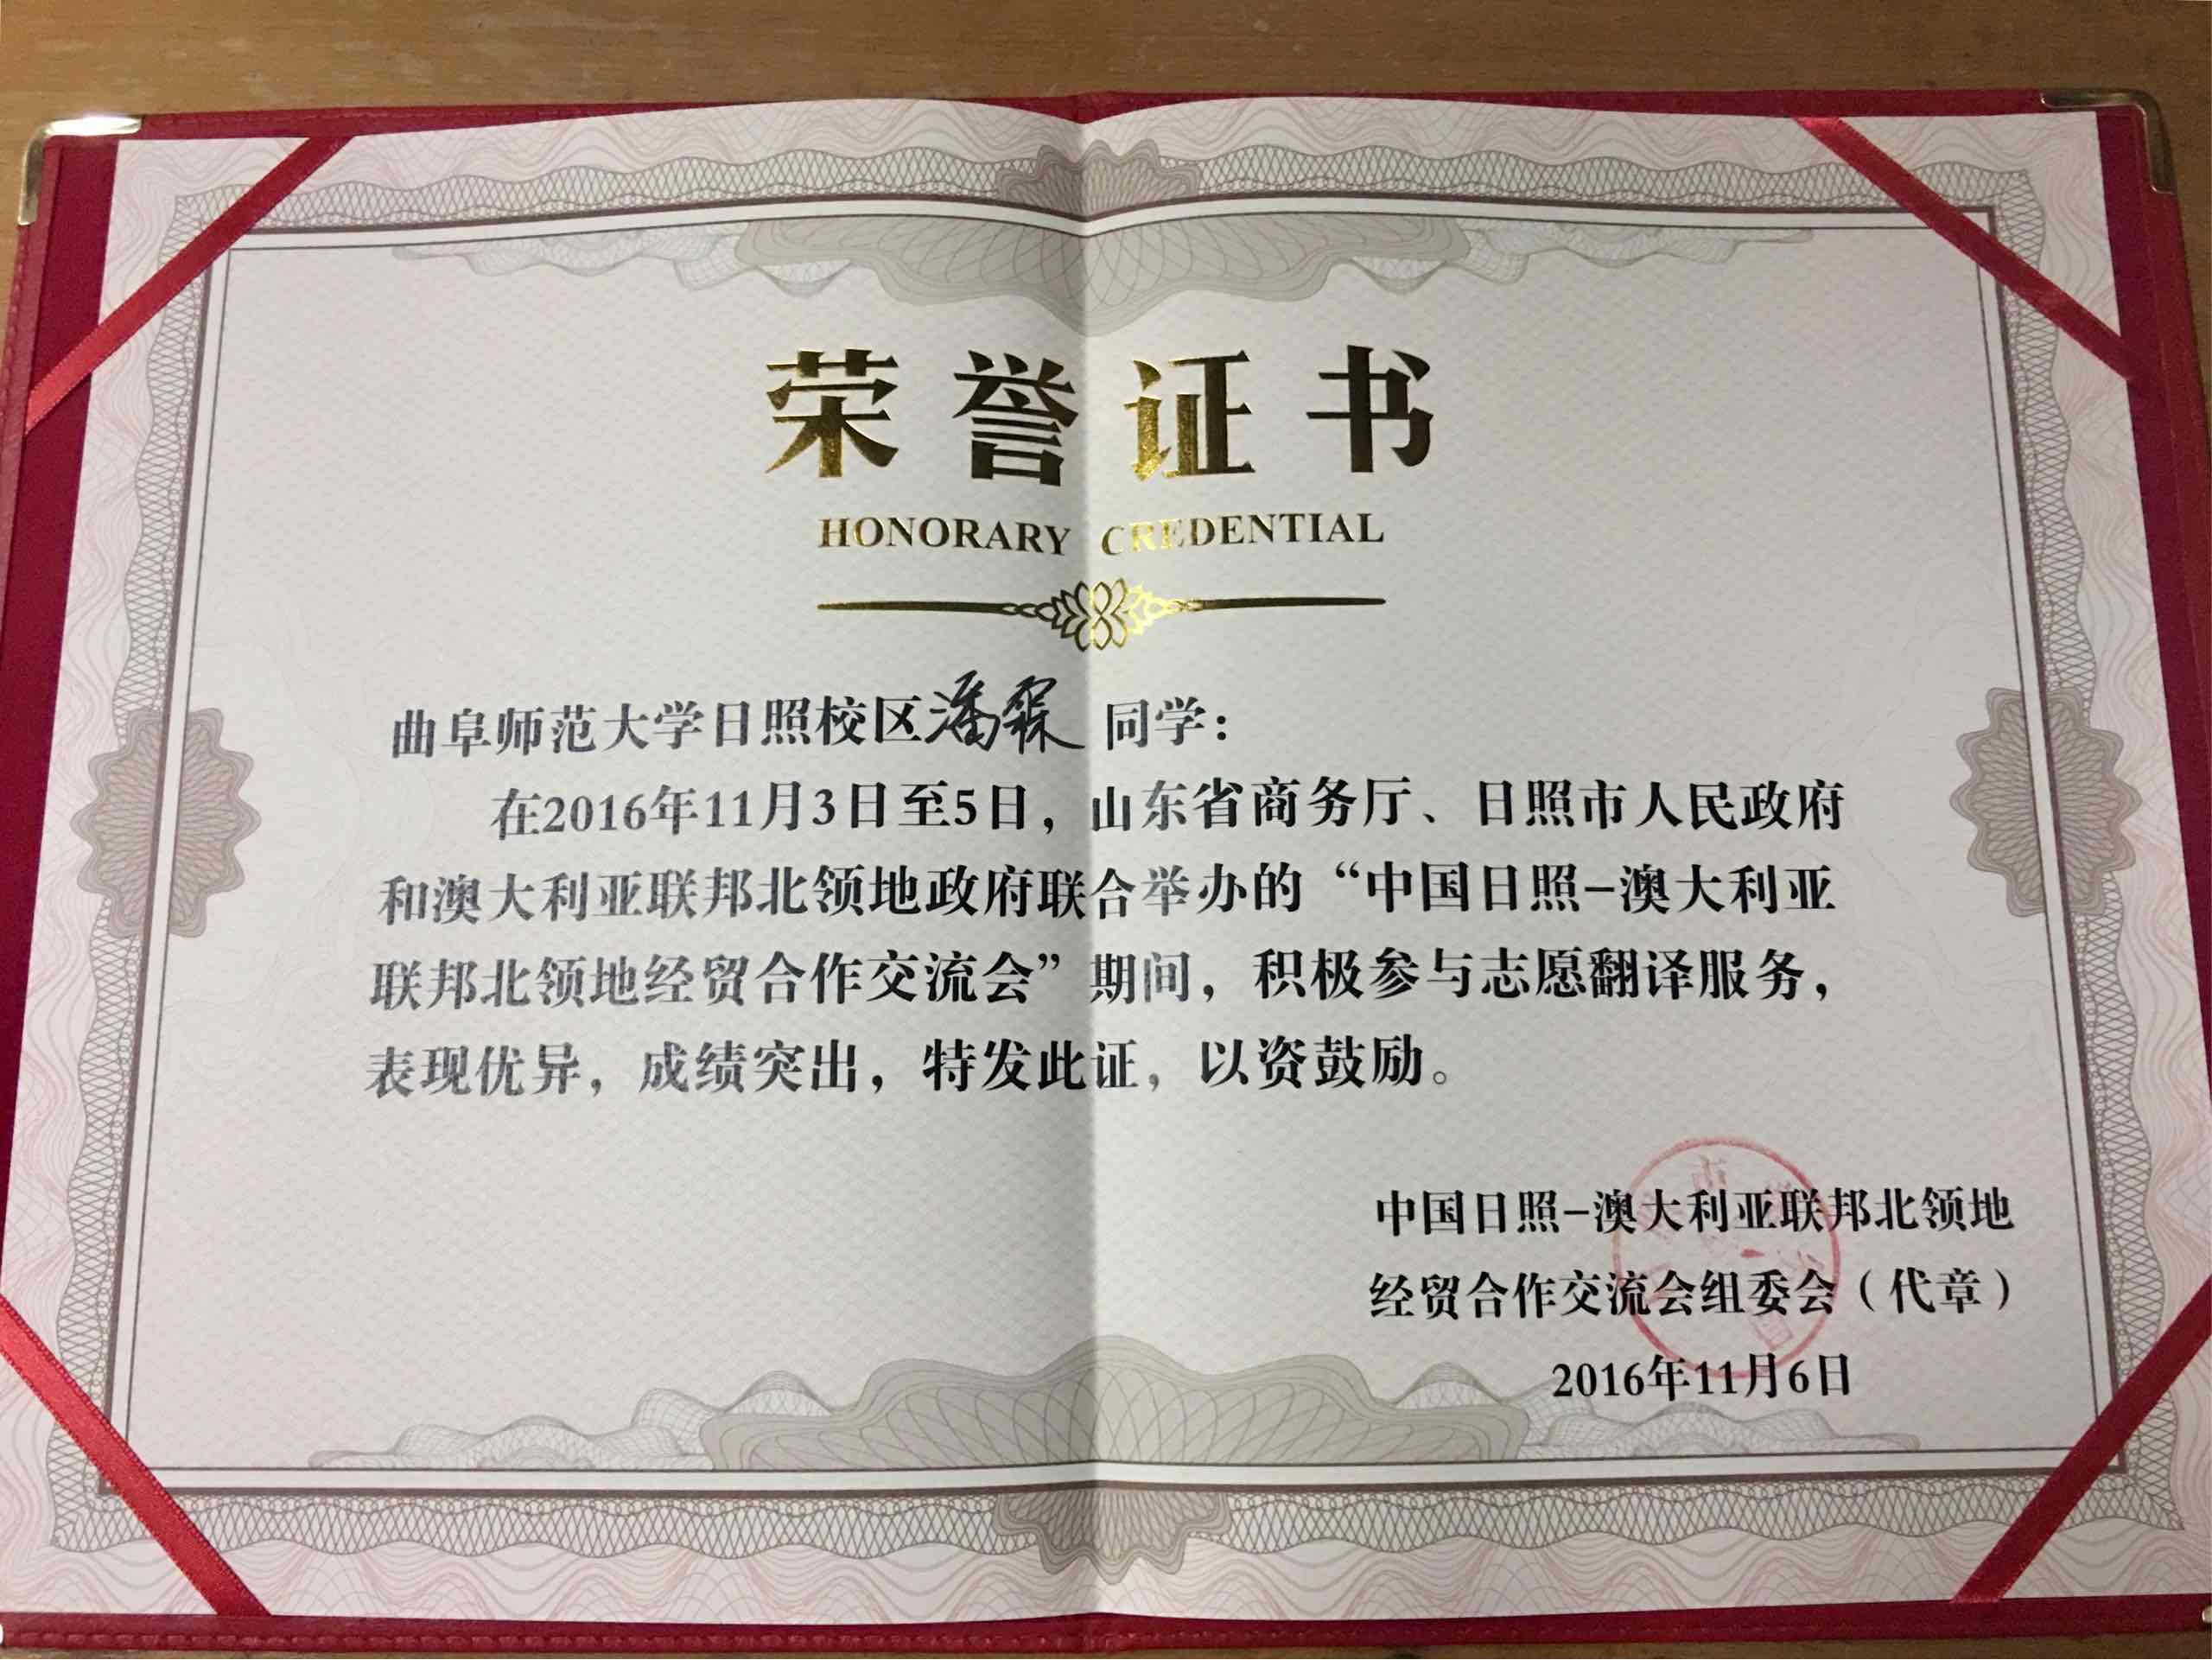 荣誉证书
HONORARY CREDENTIAL
曲阜师范大学日照校区潘霖 同学：
在2016年11月3日至5日，山东省商务厅、日照市人民政府
和澳大利亚联邦北领地政府联合举办的“中国日照-澳大利亚
联邦北领地经贸合作交流会”期间，积极参与志愿翻译服务，
表现优异，成绩突出，特发此证，以资鼓励。
中国日照-澳大利亚联邦北领地
经贸合作交流会组委会（代章）
2016年11月6日